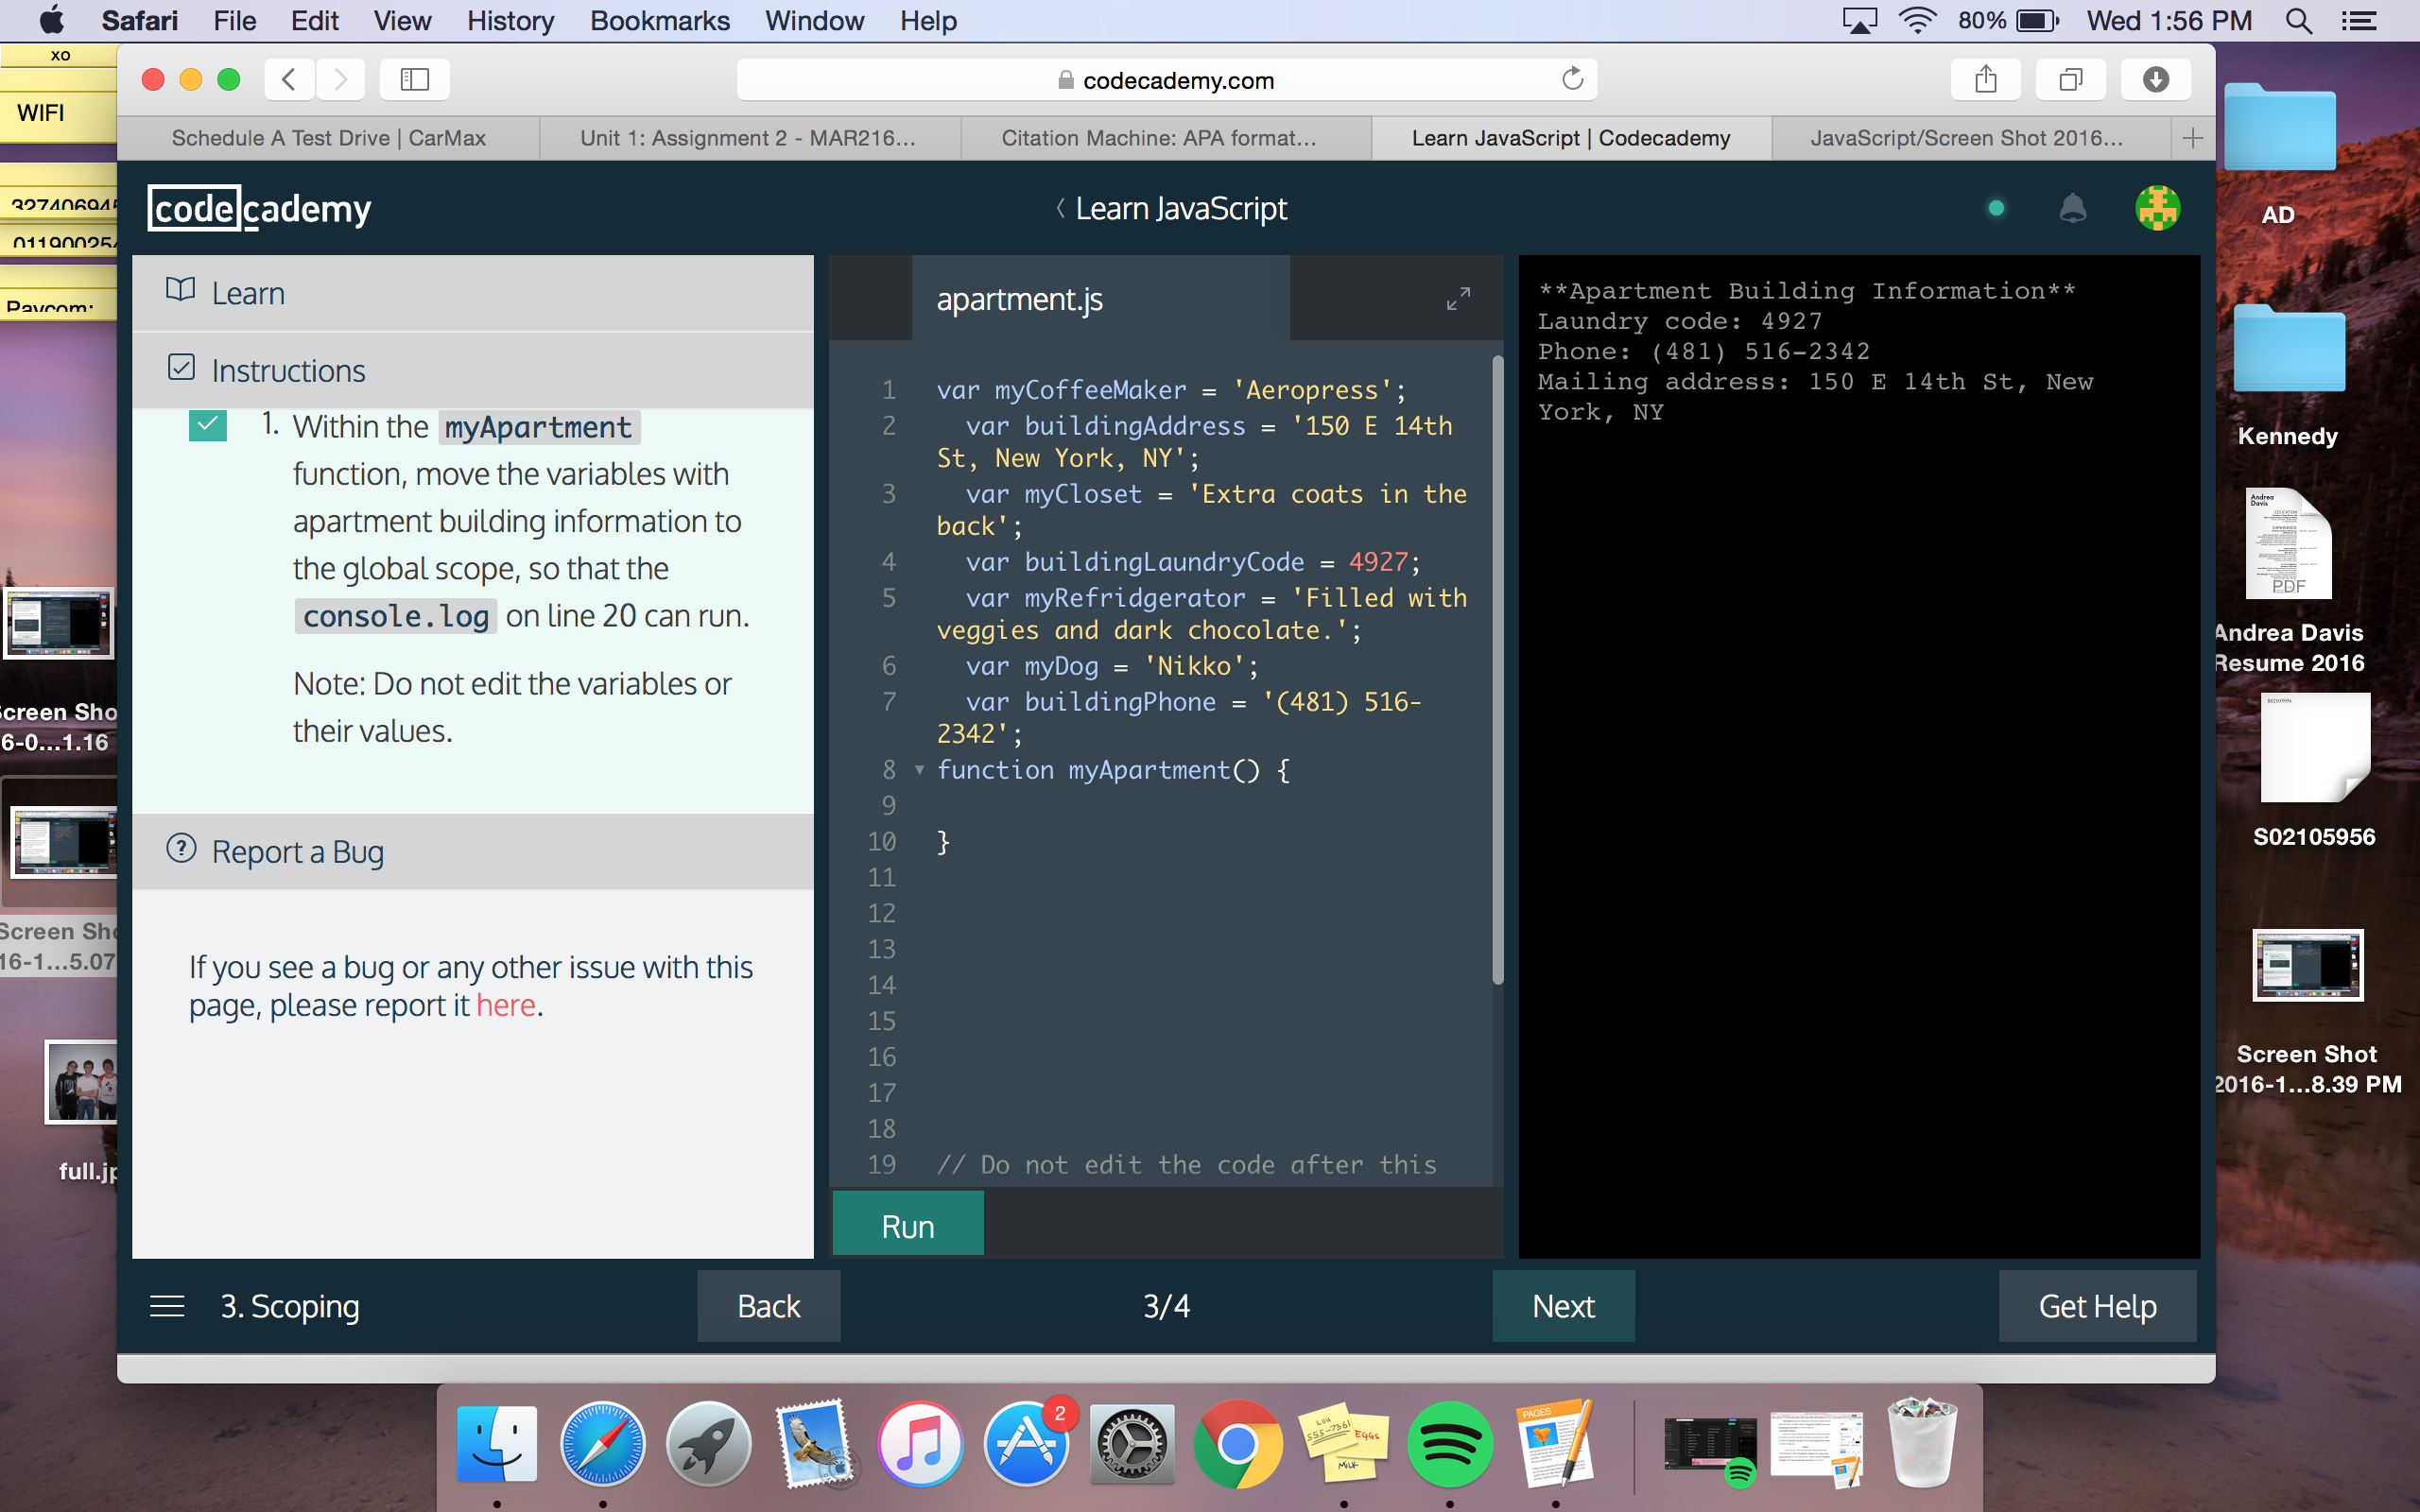 Safari File Edit View History Bookmarks Window Help 80% Wed 1:56 PM
xo
WIFI
327406945
Paycom:
codecademy.com
Schedule A Test Drive | CarMax
Unit 1: Assignment 2 - MAR216...
Citation Machine: APA format...
Learn JavaScript | Codecademy
JavaScript/Screen Shot 2016...
codecademy
Learn JavaScript
Learn
Instructions
1. Within the myApartment
function, move the variables with
apartment building information to
the global scope, so that the
console.log on line 20 can run.
Note: Do not edit the variables or
their values.
Report a Bug
If you see a bug or any other issue with this
page, please report it here.
apartment.js
1 var myCoffeeMaker = 'Aeropress';
2 var buildingAddress = '150 E 14th
St, New York, NY';
3 var myCloset = 'Extra coats in the
back';
4 var buildingLaundryCode = 4927;
5 var myRefridgerator = 'Filled with
veggies and dark chocolate.';
6 var myDog = 'Nikko';
7 var buildingPhone = '(481) 516-
2342';
8 function myApartment() {
9
10 }
11
12
13
14
15
16
17
18
19 // Do not edit the code after this
Run
**Apartment Building Information**
Laundry code: 4927
Phone: (481) 516-2342
Mailing address: 150 E 14th St, New
York, NY
3. Scoping
Back
3/4
Next
Get Help
AD
Kennedy
Andrea
Davis
PDF
Andrea Davis
Resume 2016
S02105956
S02105956
Screen Shot
2016-1...8.39 PM
creen Sho
6-0...1.16
Screen Sh
16-1...5.07
full.jp
2
Lou
555-7361
EGGS
MILK
PAGES